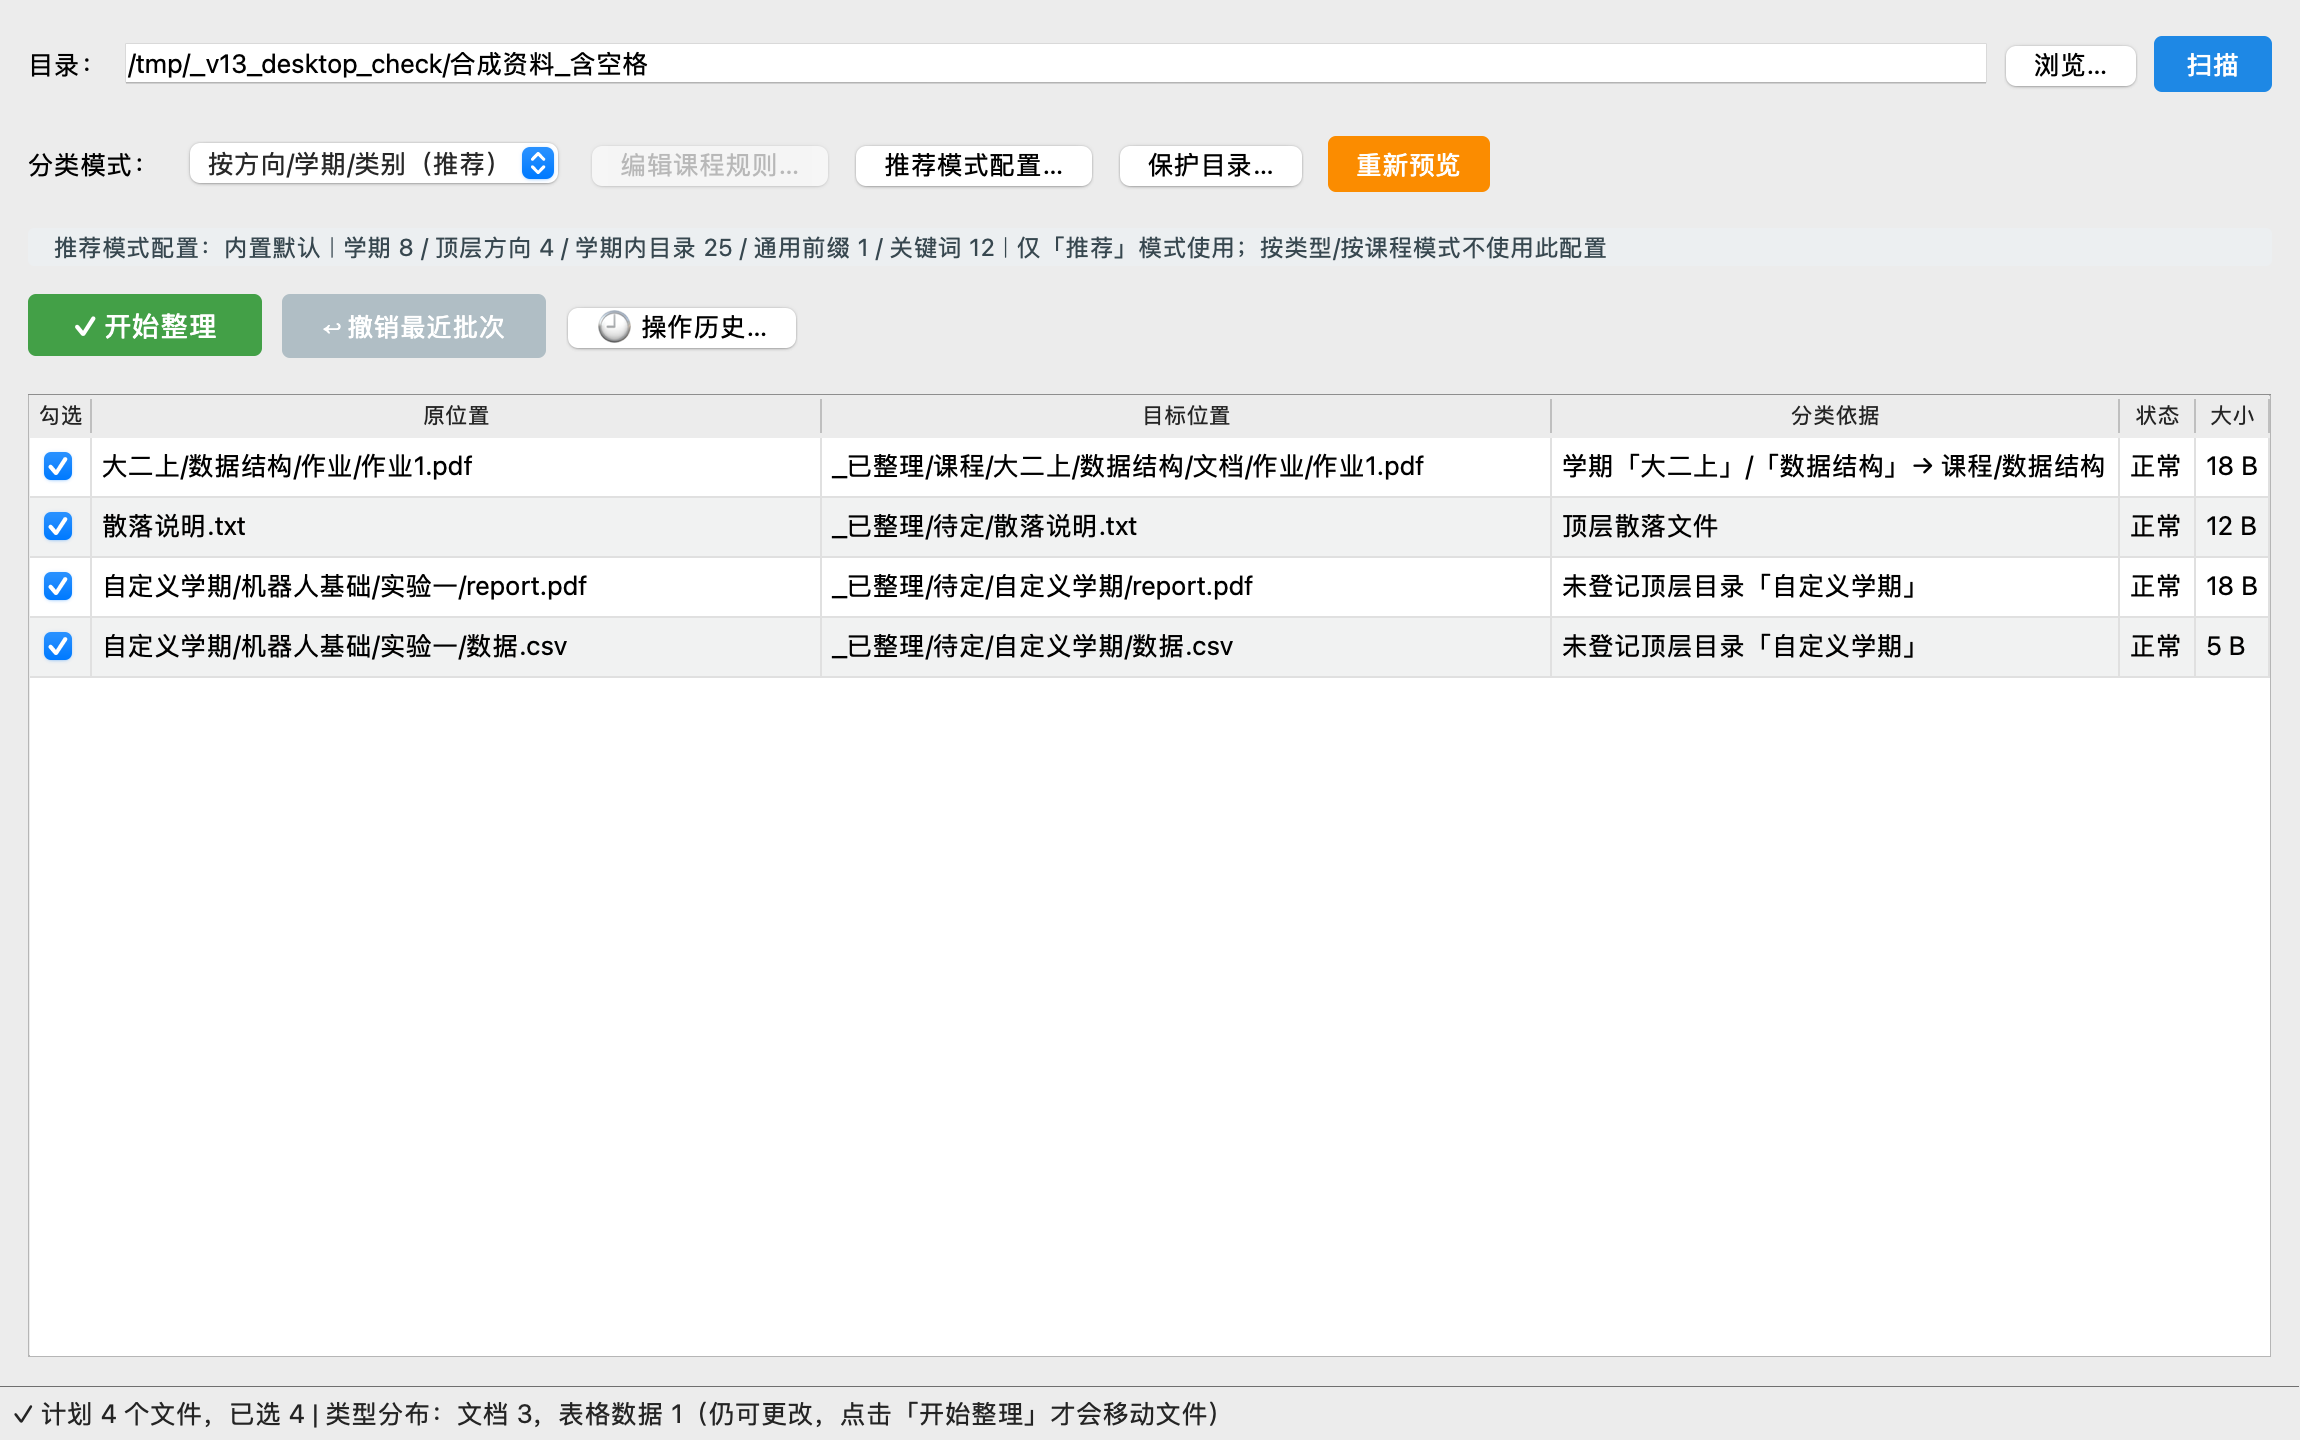 目录： /tmp/_v13_desktop_check/合成资料_含空格 浏览... 扫描
分类模式： 按方向/学期/类别（推荐） 编辑课程规则... 推荐模式配置... 保护目录... 重新预览
推荐模式配置：内置默认 | 学期 8 / 顶层方向 4 / 学期内目录 25 / 通用前缀 1 / 关键词 12 | 仅「推荐」模式使用；按类型/按课程模式不使用此配置
✓ 开始整理 ↩ 撤销最近批次 🕘 操作历史...
勾选 原位置 目标位置 分类依据 状态 大小
大二上/数据结构/作业/作业1.pdf _已整理/课程/大二上/数据结构/文档/作业/作业1.pdf 学期「大二上」/「数据结构」→ 课程/数据结构 正常 18 B
散落说明.txt _已整理/待定/散落说明.txt 顶层散落文件 正常 12 B
自定义学期/机器人基础/实验一/report.pdf _已整理/待定/自定义学期/report.pdf 未登记顶层目录「自定义学期」 正常 18 B
自定义学期/机器人基础/实验一/数据.csv _已整理/待定/自定义学期/数据.csv 未登记顶层目录「自定义学期」 正常 5 B
✓ 计划 4 个文件，已选 4 | 类型分布：文档 3，表格数据 1（仍可更改，点击「开始整理」才会移动文件）